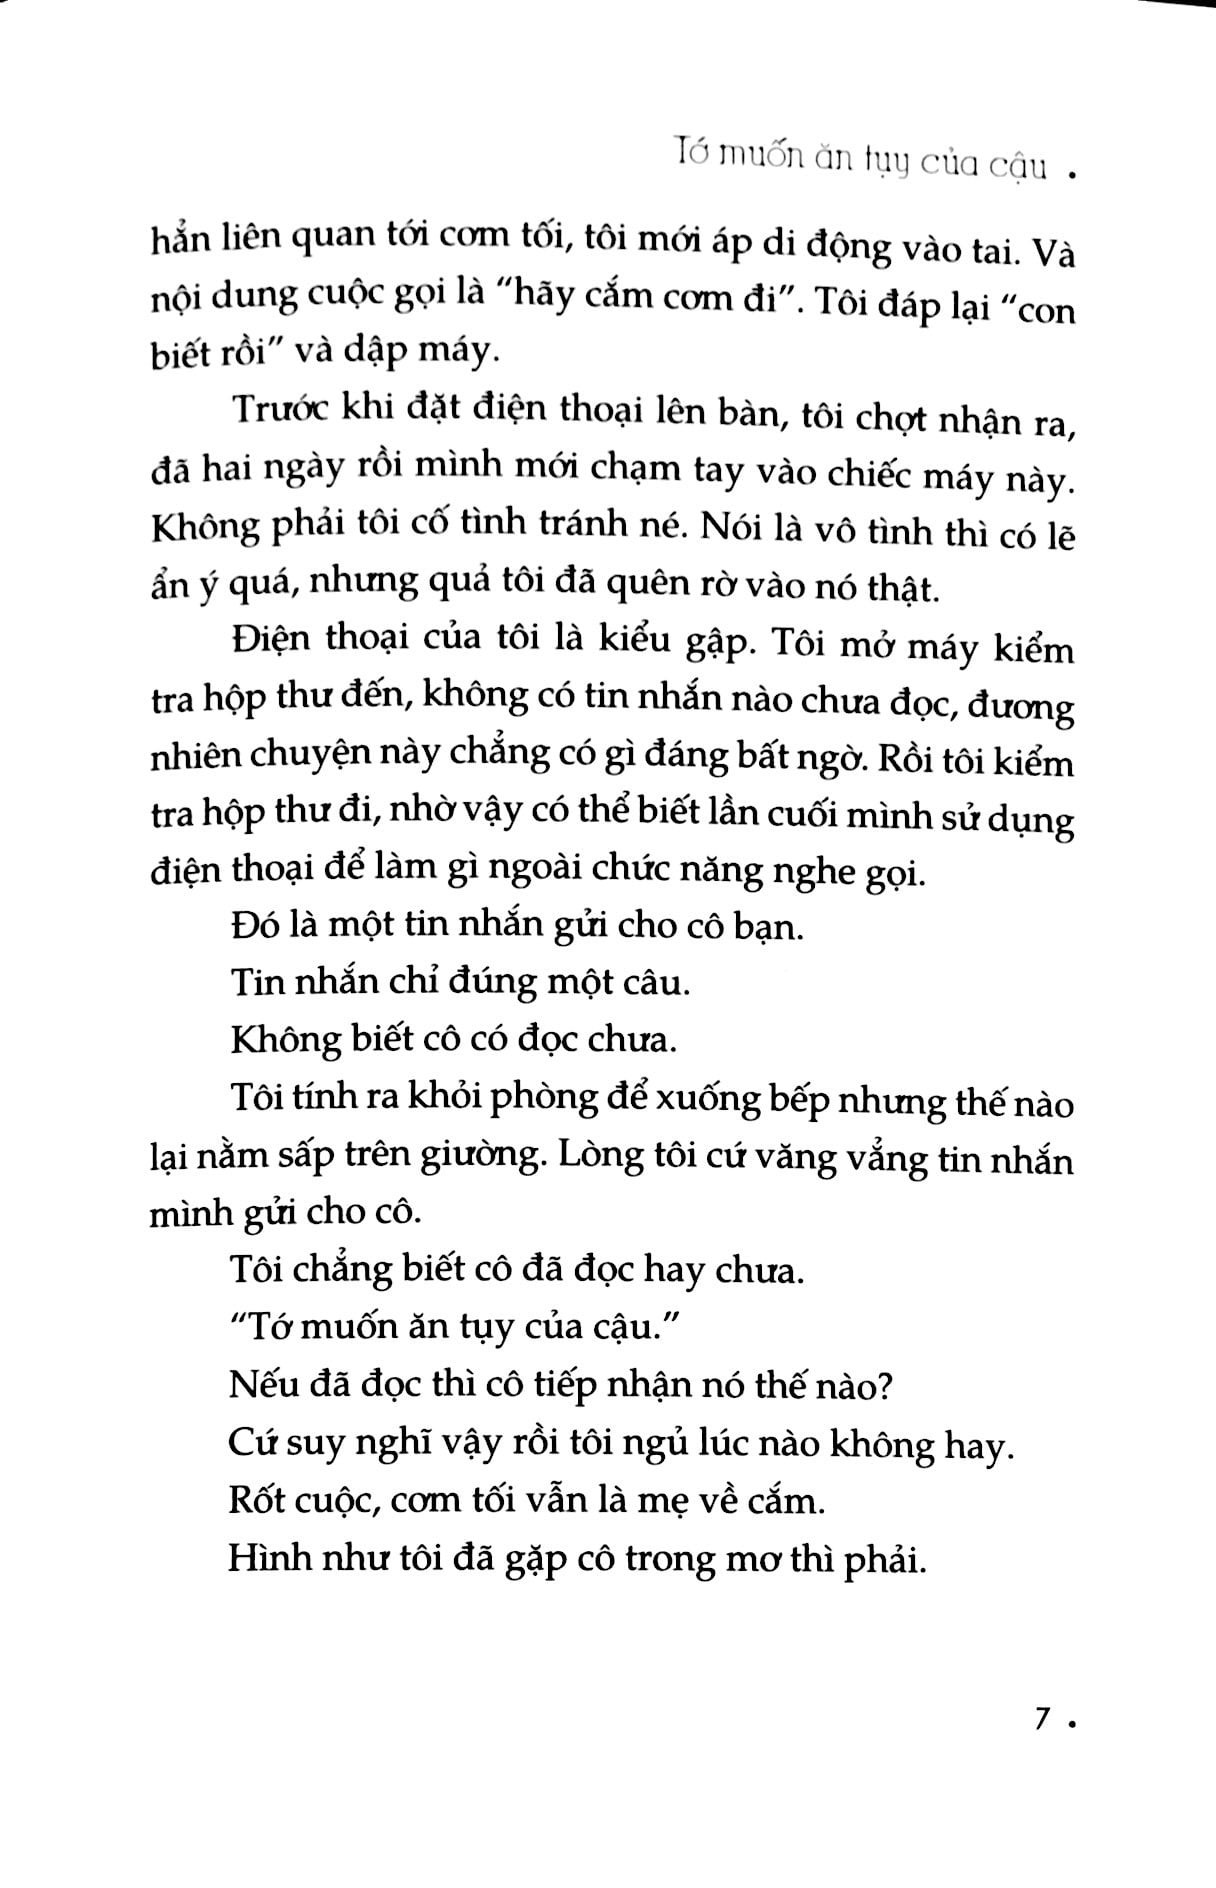 Tớ muốn ăn tụy của cậu •
hẳn liên quan tới cơm tối, tôi mới áp di động vào tai. Và
nội dung cuộc gọi là “hãy cắm cơm đi”. Tôi đáp lại “con
biết rồi” và dập máy.
Trước khi đặt điện thoại lên bàn, tôi chợt nhận ra,
đã hai ngày rồi mình mới chạm tay vào chiếc máy này.
Không phải tôi cố tình tránh né. Nói là vô tình thì có lẽ
ẩn ý quá, nhưng quả tôi đã quên rờ vào nó thật.
Điện thoại của tôi là kiểu gập. Tôi mở máy kiểm
tra hộp thư đến, không có tin nhắn nào chưa đọc, đương
nhiên chuyện này chẳng có gì đáng bất ngờ. Rồi tôi kiểm
tra hộp thư đi, nhờ vậy có thể biết lần cuối mình sử dụng
điện thoại để làm gì ngoài chức năng nghe gọi.
Đó là một tin nhắn gửi cho cô bạn.
Tin nhắn chỉ đúng một câu.
Không biết cô có đọc chưa.
Tôi tính ra khỏi phòng để xuống bếp nhưng thế nào
lại nằm sấp trên giường. Lòng tôi cứ văng vẳng tin nhắn
mình gửi cho cô.
Tôi chẳng biết cô đã đọc hay chưa.
“Tớ muốn ăn tụy của cậu.”
Nếu đã đọc thì cô tiếp nhận nó thế nào?
Cứ suy nghĩ vậy rồi tôi ngủ lúc nào không hay.
Rốt cuộc, cơm tối vẫn là mẹ về cắm.
Hình như tôi đã gặp cô trong mơ thì phải.
7 •